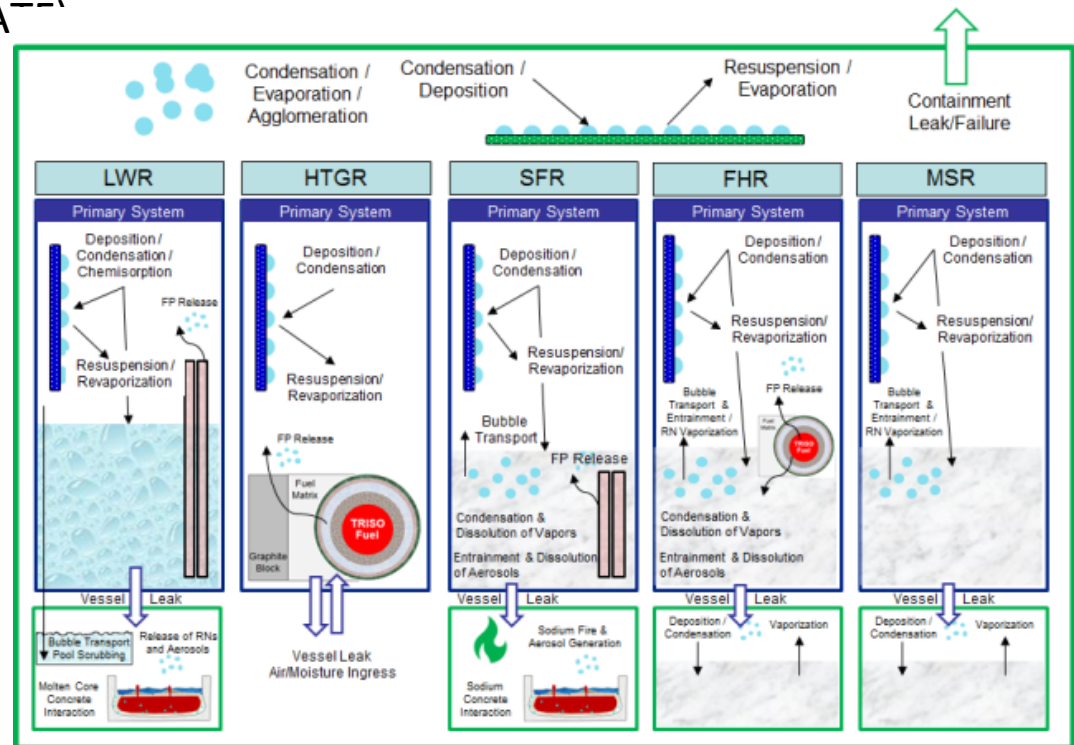 Condensation /
Evaporation /
Agglomeration
Condensation /
Deposition
Resuspension /
Evaporation
Containment
Leak/Failure
LWR
Primary System
Deposition /
Condensation /
Chemisorption
FP Release
Resuspension /
Revaporization
Vessel Leak
Bubble Transport
Pool Scrubbing
Release of RNs
and Aerosols
Molten Core
Concrete
Interaction
HTGR
Primary System
Deposition /
Condensation
Resuspension/
Revaporization
FP Release
Fuel
Matrix
TRISO
Fuel
Graphite
Block
Vessel Leak
Air/Moisture Ingress
SFR
Primary System
Deposition /
Condensation
Resuspension/
Revaporization
Bubble
Transport
FP Release
Condensation &
Dissolution of Vapors
Entrainment & Dissolution
of Aerosols
Vessel Leak
Sodium Fire &
Aerosol Generation
Sodium
Concrete
Interaction
FHR
Primary System
Deposition /
Condensation
Resuspension/
Revaporization
FP Release
Bubble
Transport &
Entrainment /
RN Vaporization
Fuel
Matrix
TRISO
Fuel
Condensation &
Dissolution of Vapors
Entrainment & Dissolution
of Aerosols
Vessel Leak
Deposition /
Condensation
Vaporization
MSR
Primary System
Deposition /
Condensation
Resuspension/
Revaporization
Bubble
Transport &
Entrainment /
RN Vaporization
Vessel Leak
Deposition /
Condensation
Vaporization